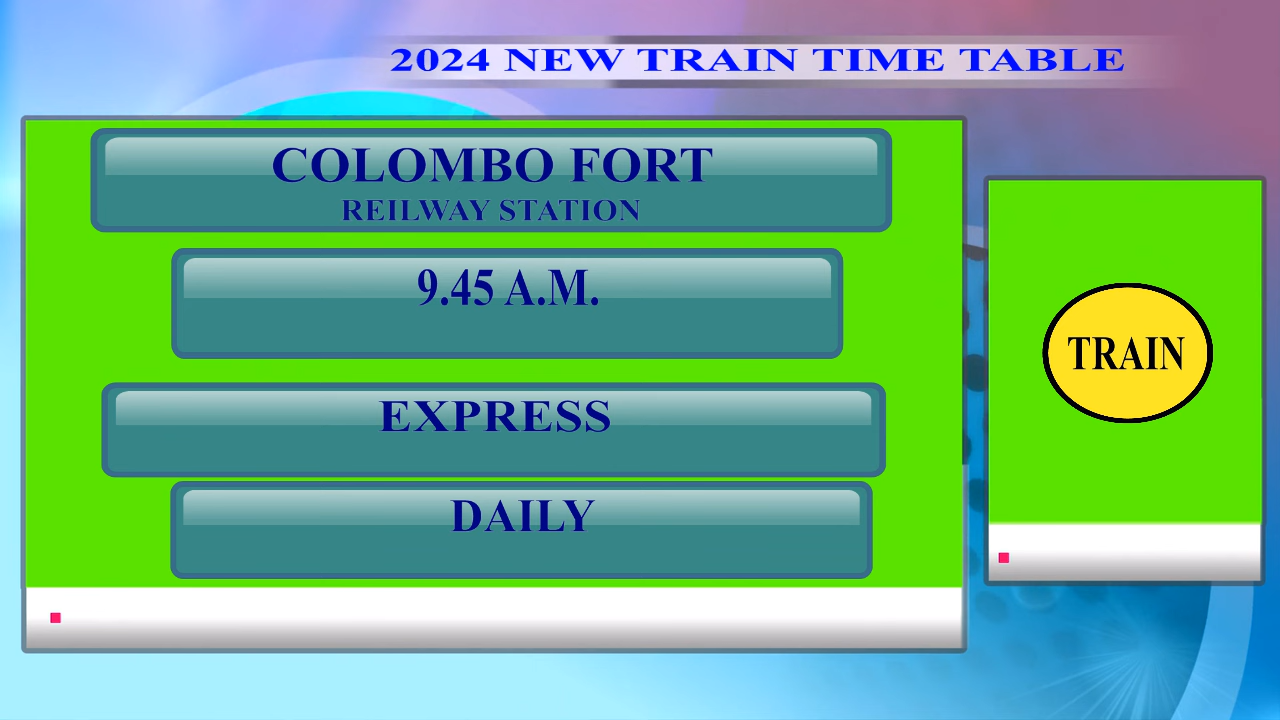 2024 NEW TRAIN TIME TABLE
COLOMBO FORT
REILWAY STATION
9.45 A.M.
EXPRESS
DAILY
TRAIN